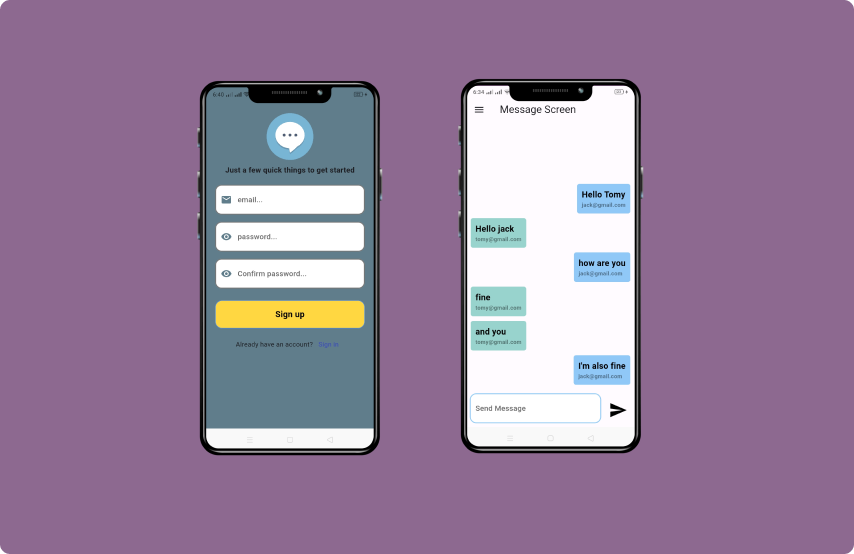 6:40
Just a few quick things to get started
email...
password...
Confirm password...
Sign up
Already have an account? Sign in
6:34
Message Screen
Hello Tomy
jack@gmail.com
Hello jack
tomy@gmail.com
how are you
jack@gmail.com
fine
tomy@gmail.com
and you
tomy@gmail.com
I'm also fine
jack@gmail.com
Send Message